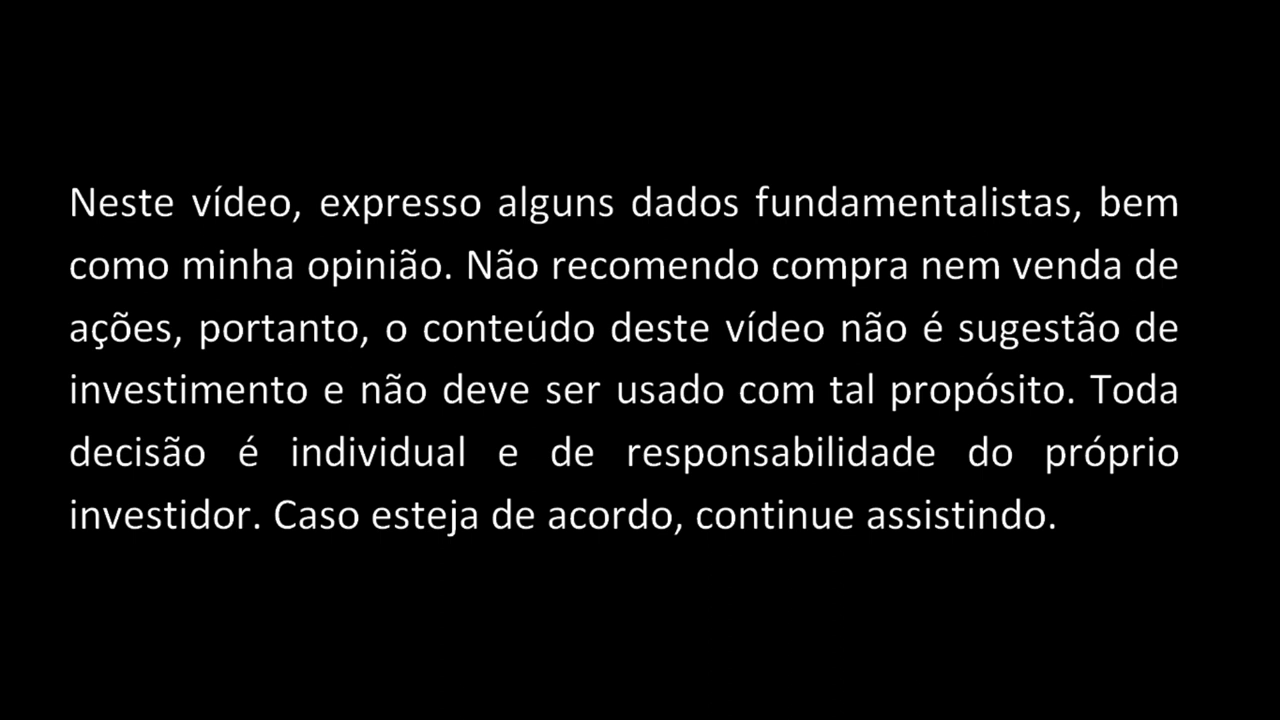 Neste vídeo, expresso alguns dados fundamentalistas, bem
como minha opinião. Não recomendo compra nem venda de
ações, portanto, o conteúdo deste vídeo não é sugestão de
investimento e não deve ser usado com tal propósito. Toda
decisão é individual e de responsabilidade do próprio
investidor. Caso esteja de acordo, continue assistindo.